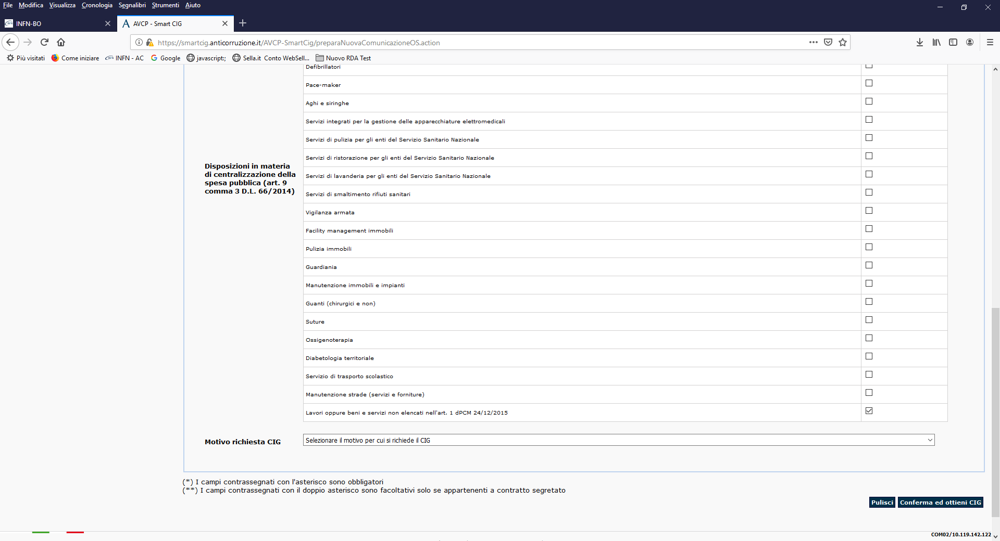 File Modifica Visualizza Cronologia Segnalibri Strumenti Aiuto
INFN-BO
AVCP - Smart CIG
https://smartcig.anticorruzione.it/AVCP-SmartCig/preparaNuovaComunicazioneOS.action
Più visitati Come iniziare INFN - AC Google javascript:; Sella.it Conto WebSell... Nuovo RDA Test
Defibrillatori
Pace-maker
Aghi e siringhe
Servizi integrati per la gestione delle apparecchiature elettromedicali
Servizi di pulizia per gli enti del Servizio Sanitario Nazionale
Servizi di ristorazione per gli enti del Servizio Sanitario Nazionale
Disposizioni in materia
di centralizzazione della
spesa pubblica (art. 9
comma 3 D.L. 66/2014)
Servizi di lavanderia per gli enti del Servizio Sanitario Nazionale
Servizi di smaltimento rifiuti sanitari
Vigilanza armata
Facility management immobili
Pulizia immobili
Guardiania
Manutenzione immobili e impianti
Guanti (chirurgici e non)
Suture
Ossigenoterapia
Diabetologia territoriale
Servizio di trasporto scolastico
Manutenzione strade (servizi e forniture)
Lavori oppure beni e servizi non elencati nell'art. 1 dPCM 24/12/2015
Motivo richiesta CIG
Selezionare il motivo per cui si richiede il CIG
(*) I campi contrassegnati con l'asterisco sono obbligatori
(**) I campi contrassegnati con il doppio asterisco sono facoltativi solo se appartenenti a contratto segretato
Pulisci Conferma ed ottieni CIG
COM02/10.119.142.122